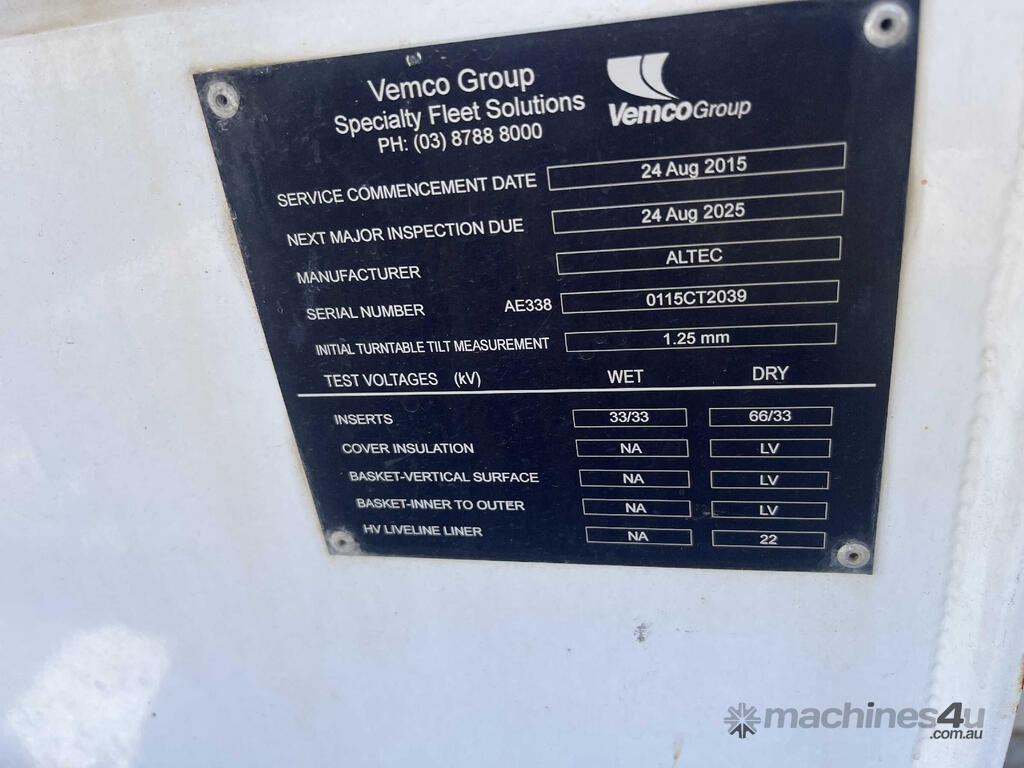 Vemco Group
Specialty Fleet Solutions
PH: (03) 8788 8000
VemcoGroup
SERVICE COMMENCEMENT DATE 24 Aug 2015
NEXT MAJOR INSPECTION DUE 24 Aug 2025
MANUFACTURER ALTEC
SERIAL NUMBER AE338 0115CT2039
INITIAL TURNTABLE TILT MEASUREMENT 1.25 mm
TEST VOLTAGES (kV) WET DRY
INSERTS 33/33 66/33
COVER INSULATION NA LV
BASKET-VERTICAL SURFACE NA LV
BASKET-INNER TO OUTER NA LV
HV LIVELINE LINER NA 22
machines4u
.com.au